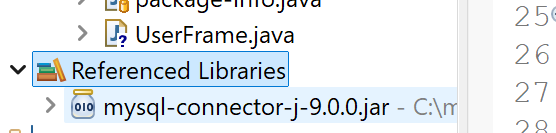 package-info.java
25
UserFrame.java
26
Referenced Libraries
27
mysql-connector-j-9.0.0.jar - C:\m
28